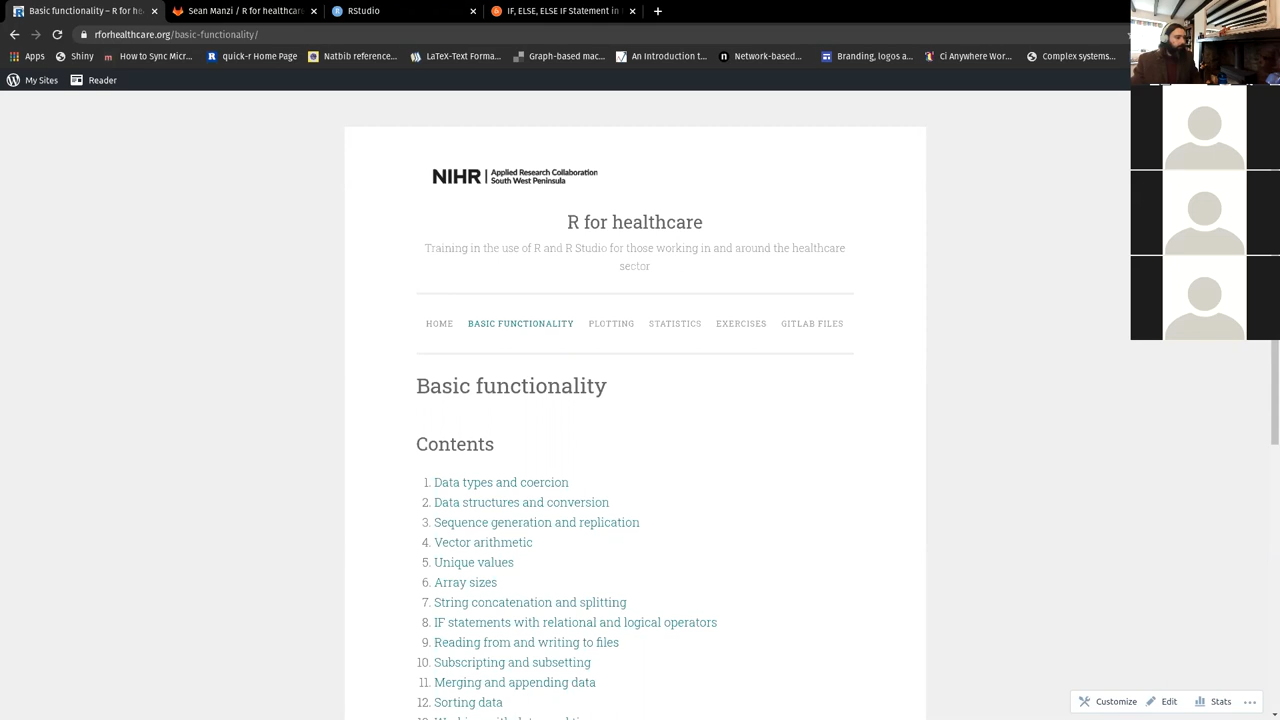 Basic functionality – R for he
Sean Manzi / R for healthcare
RStudio
IF, ELSE, ELSE IF Statement in
rforhealthcare.org/basic-functionality/
Apps
Shiny
How to Sync Micr...
quick-r Home Page
Natbib reference...
LaTeX-Text Forma...
Graph-based mac...
An Introduction t...
Network-based...
Branding, logos a...
Ci Anywhere Wor...
Complex systems...
My Sites
Reader
NIHR | Applied Research Collaboration
South West Peninsula
R for healthcare
Training in the use of R and R Studio for those working in and around the healthcare
sector
HOME BASIC FUNCTIONALITY PLOTTING STATISTICS EXERCISES GITLAB FILES
Basic functionality
Contents
1. Data types and coercion
2. Data structures and conversion
3. Sequence generation and replication
4. Vector arithmetic
5. Unique values
6. Array sizes
7. String concatenation and splitting
8. IF statements with relational and logical operators
9. Reading from and writing to files
10. Subscripting and subsetting
11. Merging and appending data
12. Sorting data
Customize Edit Stats ...